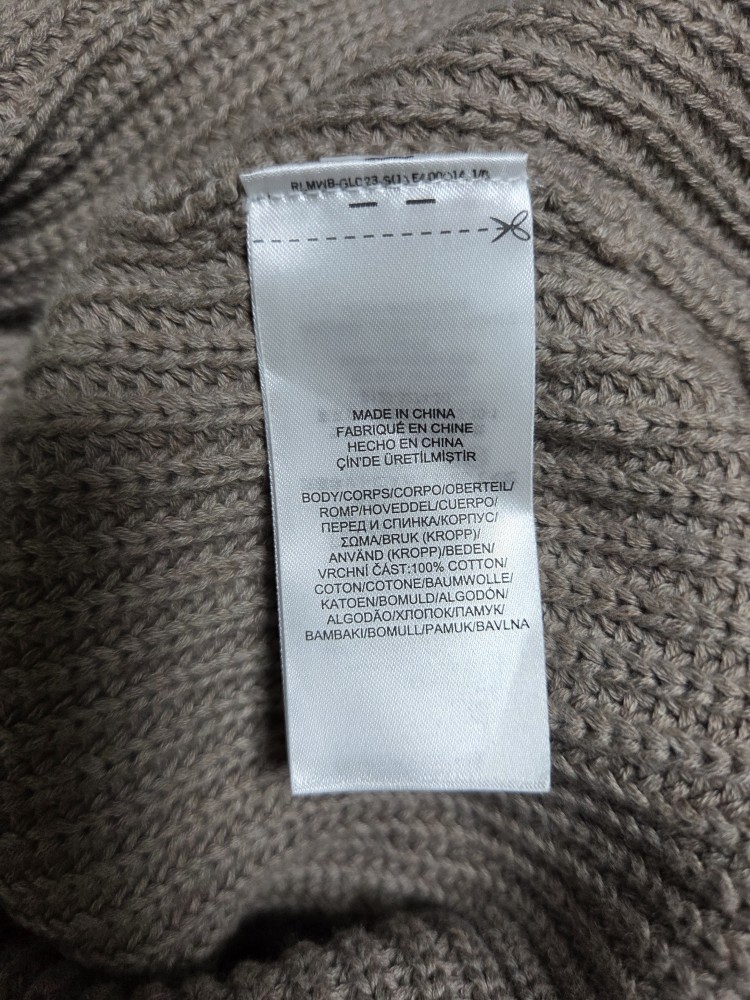 MADE IN CHINA
FABRIQUÉ EN CHINE
HECHO EN CHINA
ÇİN'DE ÜRETİLMİŞTİR
BODY/CORPS/CORPO/OBERTEIL/
ROMP/HOVEDDEL/CUERPO/
ПЕРЕД И СПИНКА/КОРПУС/
ΣΩΜΑ/BRUK (KROPP)/
ANVÄND (KROPP)/BEDEN/
VRCHNÍ ČÁST:100% COTTON/
COTON/COTONE/BAUMWOLLE/
KATOEN/BOMULD/ALGODÓN/
ALGODÃO/ХЛОПОК/ПАМУК/
BAMBAKI/BOMULL/PAMUK/BAVLNA